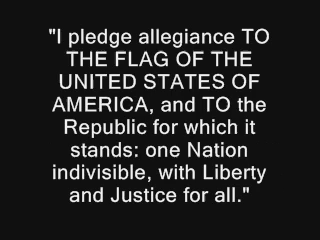 "I pledge allegiance TO
THE FLAG OF THE
UNITED STATES OF
AMERICA, and TO the
Republic for which it
stands: one Nation
indivisible, with Liberty
and Justice for all."